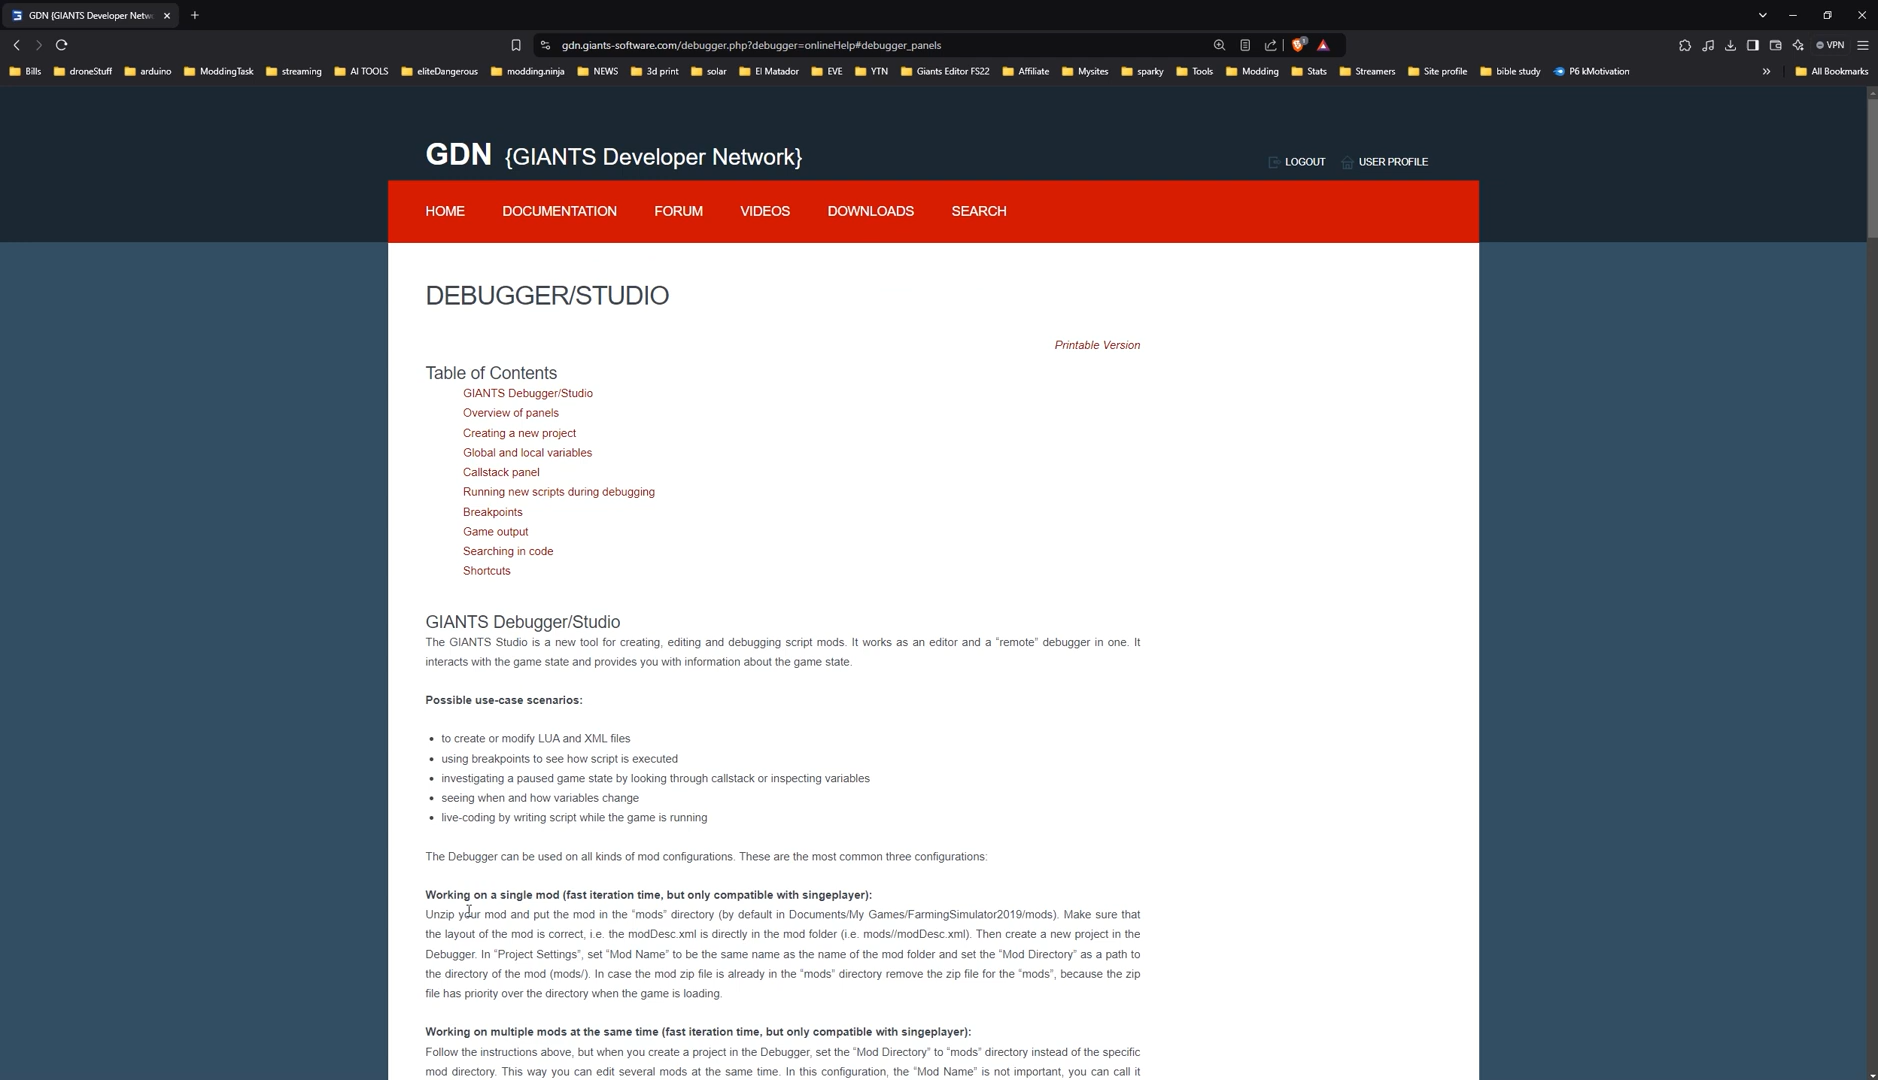 GDN {GIANTS Developer Netw
gdn.giants-software.com/debugger.php?debugger=onlineHelp#debugger_panels
VPN
Bills droneStuff arduino ModdingTask streaming AI TOOLS eliteDangerous modding.ninja NEWS 3d print solar El Matador EVE YTN Giants Editor FS22 Affiliate Mysites sparky Tools Modding Stats Streamers Site profile bible study P6 kMotivation » All Bookmarks
GDN {GIANTS Developer Network}
LOGOUT USER PROFILE
HOME DOCUMENTATION FORUM VIDEOS DOWNLOADS SEARCH
DEBUGGER/STUDIO
Printable Version
Table of Contents
GIANTS Debugger/Studio
Overview of panels
Creating a new project
Global and local variables
Callstack panel
Running new scripts during debugging
Breakpoints
Game output
Searching in code
Shortcuts
GIANTS Debugger/Studio
The GIANTS Studio is a new tool for creating, editing and debugging script mods. It works as an editor and a “remote” debugger in one. It
interacts with the game state and provides you with information about the game state.
Possible use-case scenarios:
• to create or modify LUA and XML files
• using breakpoints to see how script is executed
• investigating a paused game state by looking through callstack or inspecting variables
• seeing when and how variables change
• live-coding by writing script while the game is running
The Debugger can be used on all kinds of mod configurations. These are the most common three configurations:
Working on a single mod (fast iteration time, but only compatible with singeplayer):
Unzip your mod and put the mod in the “mods” directory (by default in Documents/My Games/FarmingSimulator2019/mods). Make sure that
the layout of the mod is correct, i.e. the modDesc.xml is directly in the mod folder (i.e. mods//modDesc.xml). Then create a new project in the
Debugger. In “Project Settings”, set “Mod Name” to be the same name as the name of the mod folder and set the “Mod Directory” as a path to
the directory of the mod (mods/). In case the mod zip file is already in the “mods” directory remove the zip file for the “mods”, because the zip
file has priority over the directory when the game is loading.
Working on multiple mods at the same time (fast iteration time, but only compatible with singeplayer):
Follow the instructions above, but when you create a project in the Debugger, set the “Mod Directory” to “mods” directory instead of the specific
mod directory. This way you can edit several mods at the same time. In this configuration, the “Mod Name” is not important, you can call it